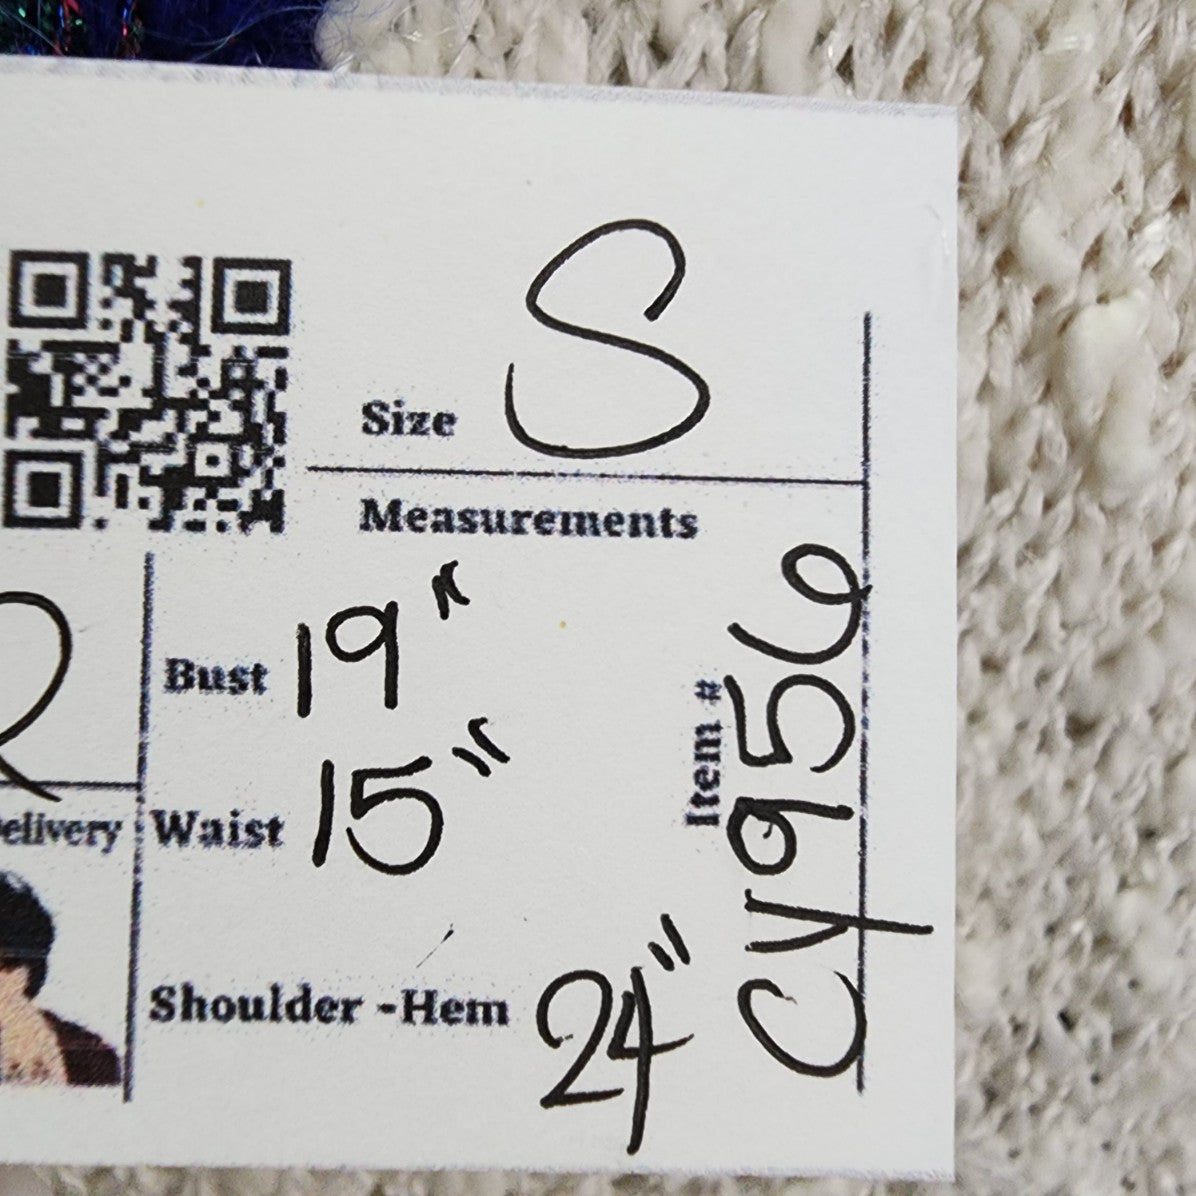 Size S
Measurements
Bust 19"
Waist 15"
Shoulder -Hem 24"
Item # CY956
elivery